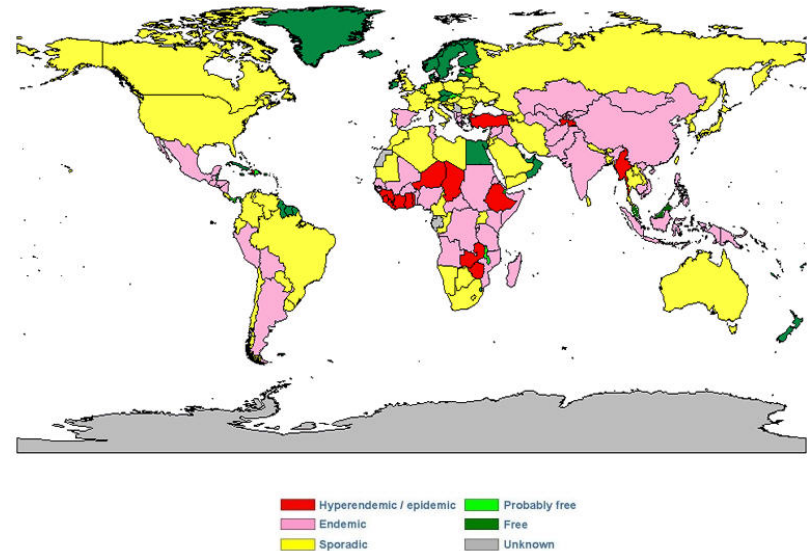 Hyperendemic / epidemic
Endemic
Sporadic
Probably free
Free
Unknown